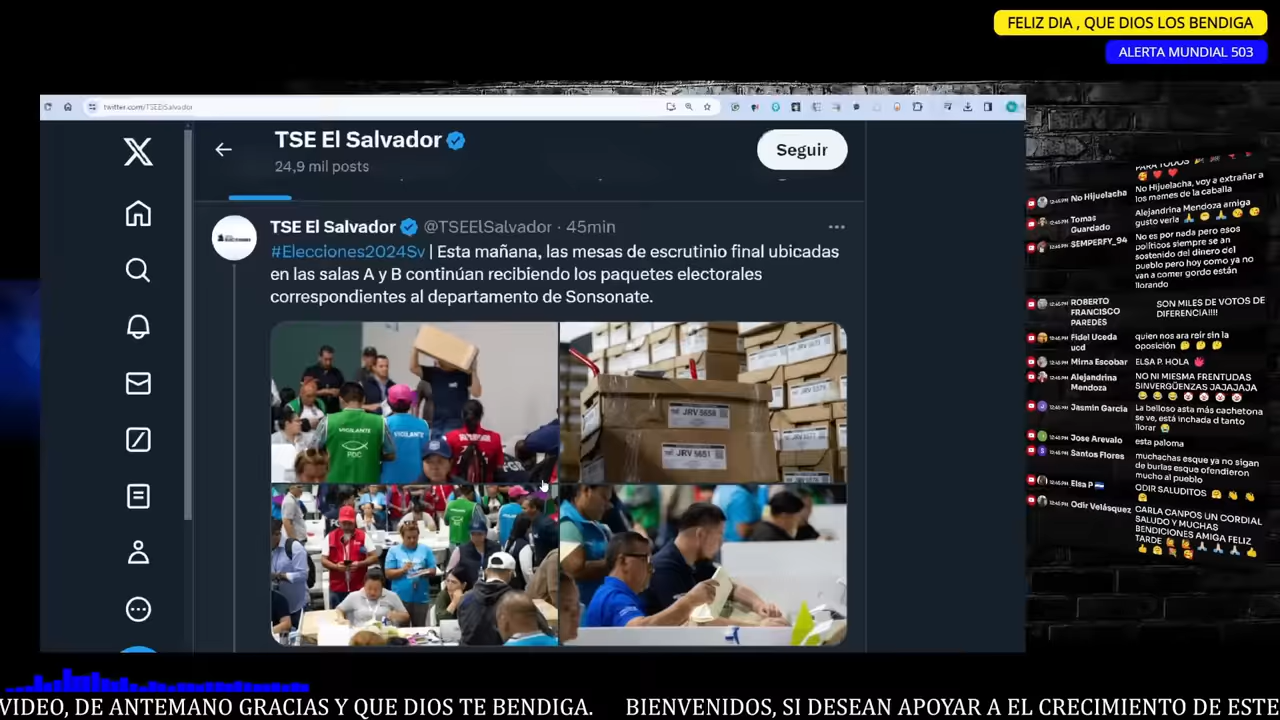 FELIZ DIA , QUE DIOS LOS BENDIGA
ALERTA MUNDIAL 503
twitter.com/TSEElSalvador
TSE El Salvador
24,9 mil posts
Seguir
TSE El Salvador @TSEElSalvador · 45min
#Elecciones2024Sv | Esta mañana, las mesas de escrutinio final ubicadas
en las salas A y B continúan recibiendo los paquetes electorales
correspondientes al departamento de Sonsonate.
VIGILANTE
PDC
VIGILANTE
JRV 5658
JRV 5651
PARA TODOS
No Hijuelacha
No Hijuelacha, voy a extrañar a
los memes de la caballa
Tomas
Guardado
Alejandrina Mendoza amiga
gusto verla
SEMPERFY_94
No es por nada pero esos
políticos siempre se an
sostenido del dinero del
pueblo pero hoy como ya no
van a comer gordo están
llorando
ROBERTO
FRANCISCO
PAREDES
SON MILES DE VOTOS DE
DIFERENCIA!!!!
Fidel Uceda
ucd
quien nos ara reir sin la
oposición
Mirna Escobar
ELSA P. HOLA
Alejandrina
Mendoza
NO NI MIESMA FRENTUDAS
SINVERGÜENZAS JAJAJAJA
Jasmin Garcia
La belloso asta más cachetona
se ve, está inchada d tanto
llorar
Jose Arevalo
esta paloma
Santos Flores
muchachas esque ya no sigan
de burlas esque ofendieron
mucho al pueblo
Elsa P
ODIR SALUDITOS
Odir Velásquez
CARLA CANPOS UN CORDIAL
SALUDO Y MUCHAS
BENDICIONES AMIGA FELIZ
TARDE
VIDEO, DE ANTEMANO GRACIAS Y QUE DIOS TE BENDIGA. BIENVENIDOS, SI DESEAN APOYAR A EL CRECIMIENTO DE ESTE